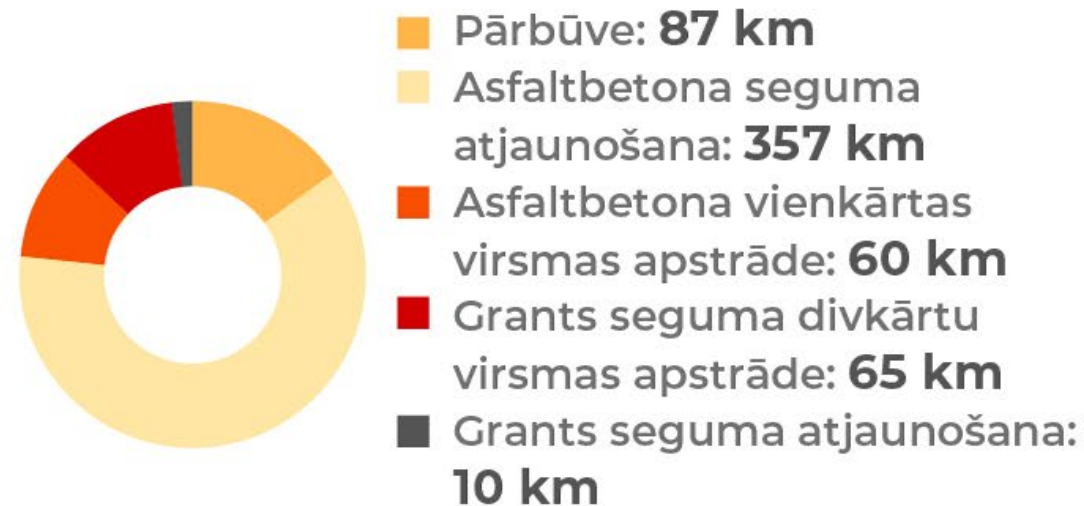 Pārbūve: 87 km
Asfaltbetona seguma
atjaunošana: 357 km
Asfaltbetona vienkārtas
virsmas apstrāde: 60 km
Grants seguma divkārtu
virsmas apstrāde: 65 km
Grants seguma atjaunošana:
10 km